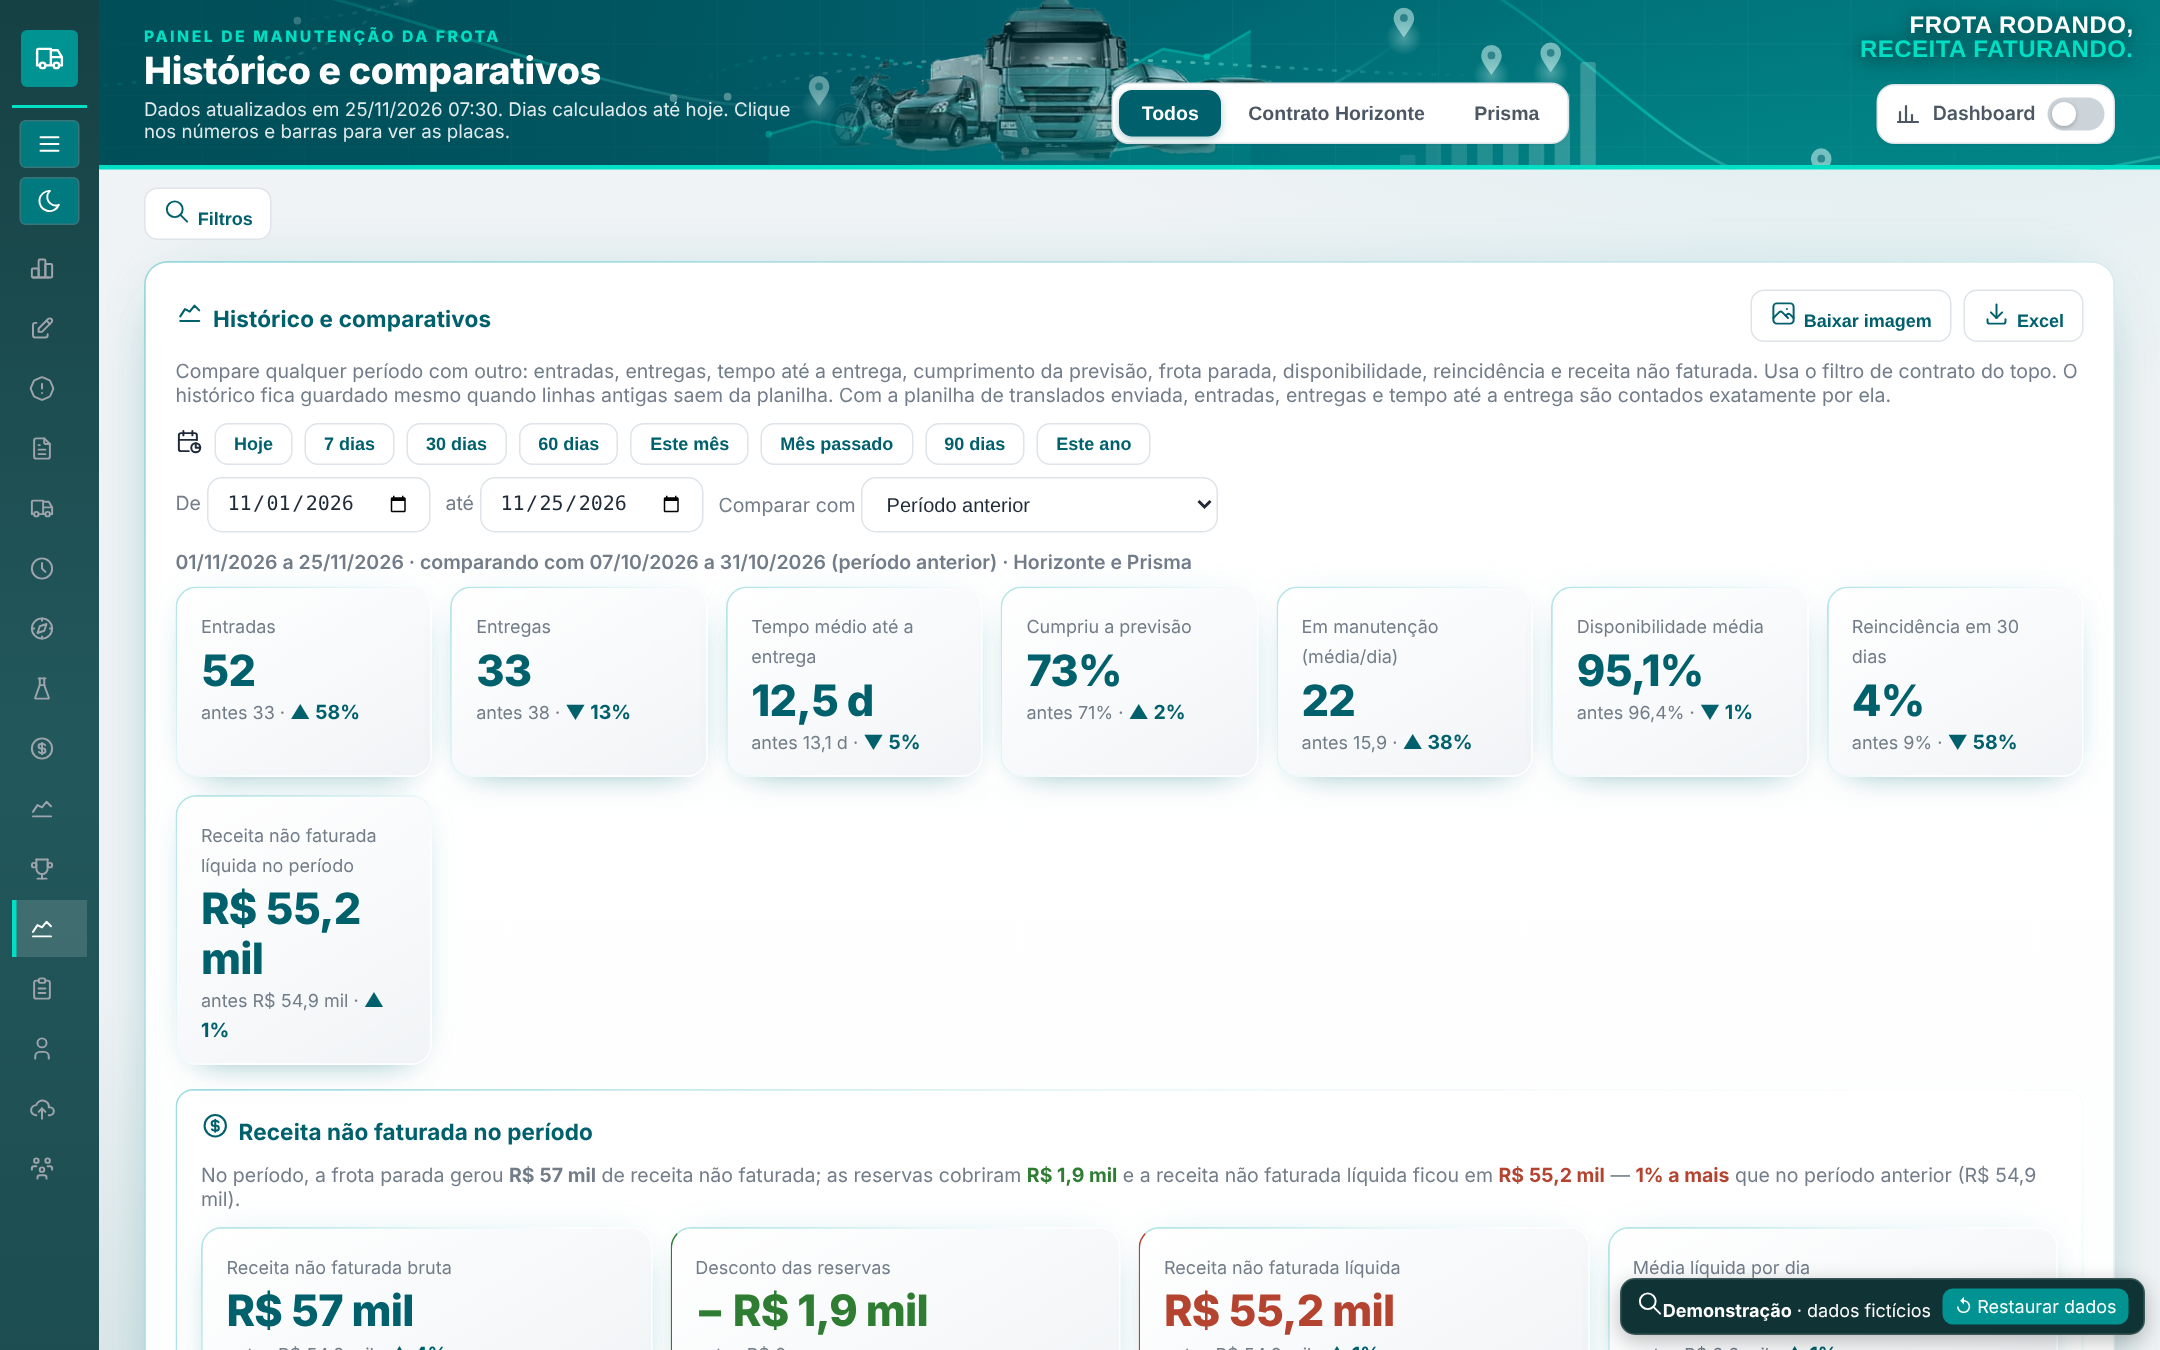 PAINEL DE MANUTENÇÃO DA FROTA
Histórico e comparativos
Dados atualizados em 25/11/2026 07:30. Dias calculados até hoje. Clique
nos números e barras para ver as placas.
Todos
Contrato Horizonte
Prisma
FROTA RODANDO,
RECEITA FATURANDO.
Dashboard
Filtros
Histórico e comparativos
Baixar imagem
Excel
Compare qualquer período com outro: entradas, entregas, tempo até a entrega, cumprimento da previsão, frota parada, disponibilidade, reincidência e receita não faturada. Usa o filtro de contrato do topo. O
histórico fica guardado mesmo quando linhas antigas saem da planilha. Com a planilha de translados enviada, entradas, entregas e tempo até a entrega são contados exatamente por ela.
Hoje
7 dias
30 dias
60 dias
Este mês
Mês passado
90 dias
Este ano
De 11/01/2026 até 11/25/2026 Comparar com Período anterior
01/11/2026 a 25/11/2026 · comparando com 07/10/2026 a 31/10/2026 (período anterior) · Horizonte e Prisma
Entradas
52
antes 33 · ▲ 58%
Entregas
33
antes 38 · ▼ 13%
Tempo médio até a
entrega
12,5 d
antes 13,1 d · ▼ 5%
Cumpriu a previsão
73%
antes 71% · ▲ 2%
Em manutenção
(média/dia)
22
antes 15,9 · ▲ 38%
Disponibilidade média
95,1%
antes 96,4% · ▼ 1%
Reincidência em 30
dias
4%
antes 9% · ▼ 58%
Receita não faturada
líquida no período
R$ 55,2
mil
antes R$ 54,9 mil · ▲
1%
Receita não faturada no período
No período, a frota parada gerou R$ 57 mil de receita não faturada; as reservas cobriram R$ 1,9 mil e a receita não faturada líquida ficou em R$ 55,2 mil — 1% a mais que no período anterior (R$ 54,9
mil).
Receita não faturada bruta
R$ 57 mil
Desconto das reservas
− R$ 1,9 mil
Receita não faturada líquida
R$ 55,2 mil
Média líquida por dia
Demonstração · dados fictícios
Restaurar dados